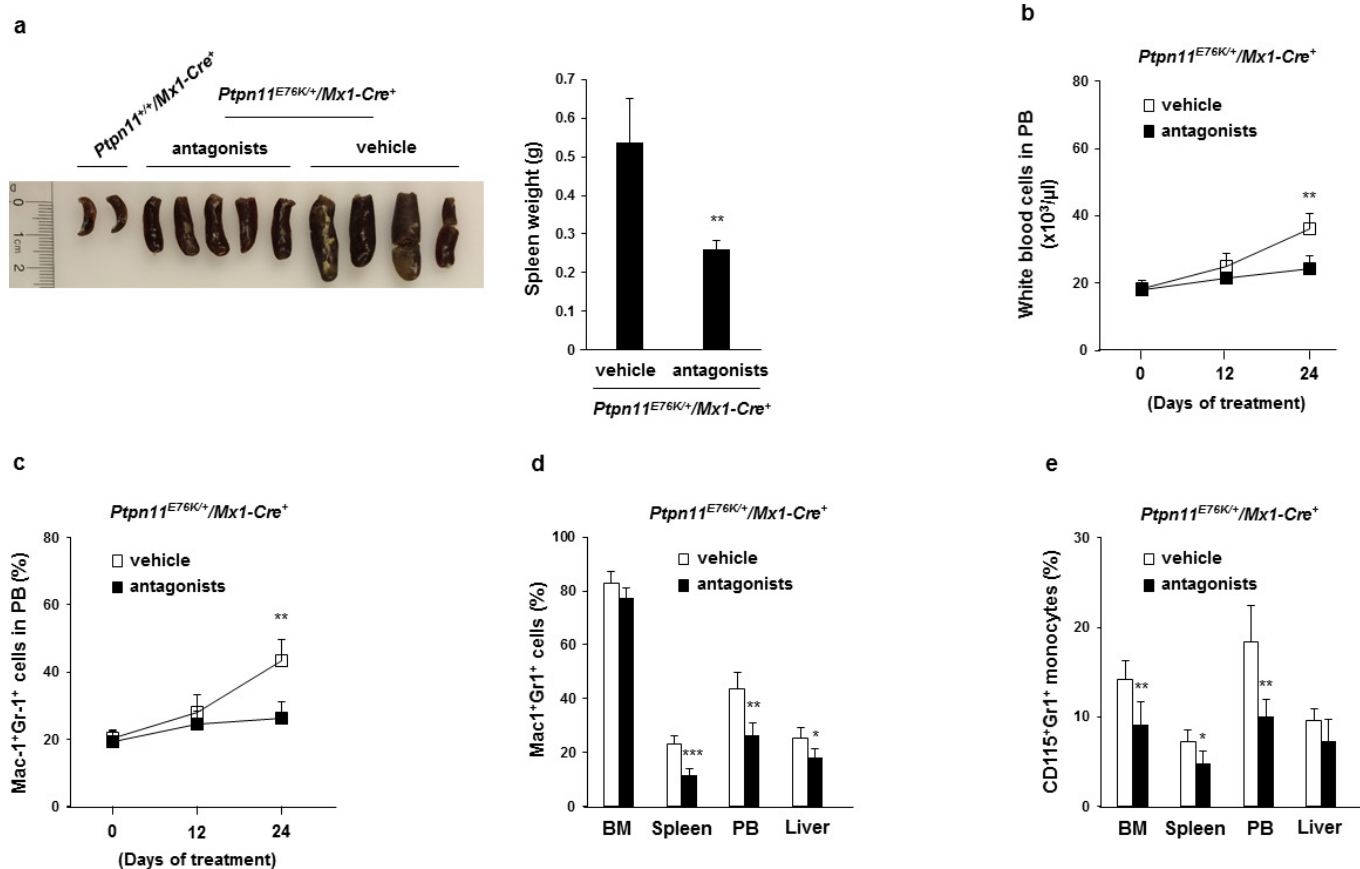 a
Ptpn11+/+/Mx1-Cre+
Ptpn11E76K/+/Mx1-Cre+
antagonists
vehicle
0
1
cm
2
Spleen weight (g)
0.7
0.6
0.5
0.4
0.3
0.2
0.1
0
**
vehicle
antagonists
Ptpn11E76K/+/Mx1-Cre+
b
Ptpn11E76K/+/Mx1-Cre+
vehicle
antagonists
White blood cells in PB
(x10³/µl)
80
60
40
20
0
**
0
12
24
(Days of treatment)
c
Ptpn11E76K/+/Mx1-Cre+
vehicle
antagonists
Mac-1+Gr-1+ cells in PB (%)
80
60
40
20
0
**
0
12
24
(Days of treatment)
d
Ptpn11E76K/+/Mx1-Cre+
vehicle
antagonists
Mac1+Gr1+ cells (%)
100
80
60
40
20
0
***
**
*
BM
Spleen
PB
Liver
e
Ptpn11E76K/+/Mx1-Cre+
vehicle
antagonists
CD115+Gr1+ monocytes (%)
30
20
10
0
**
*
**
BM
Spleen
PB
Liver